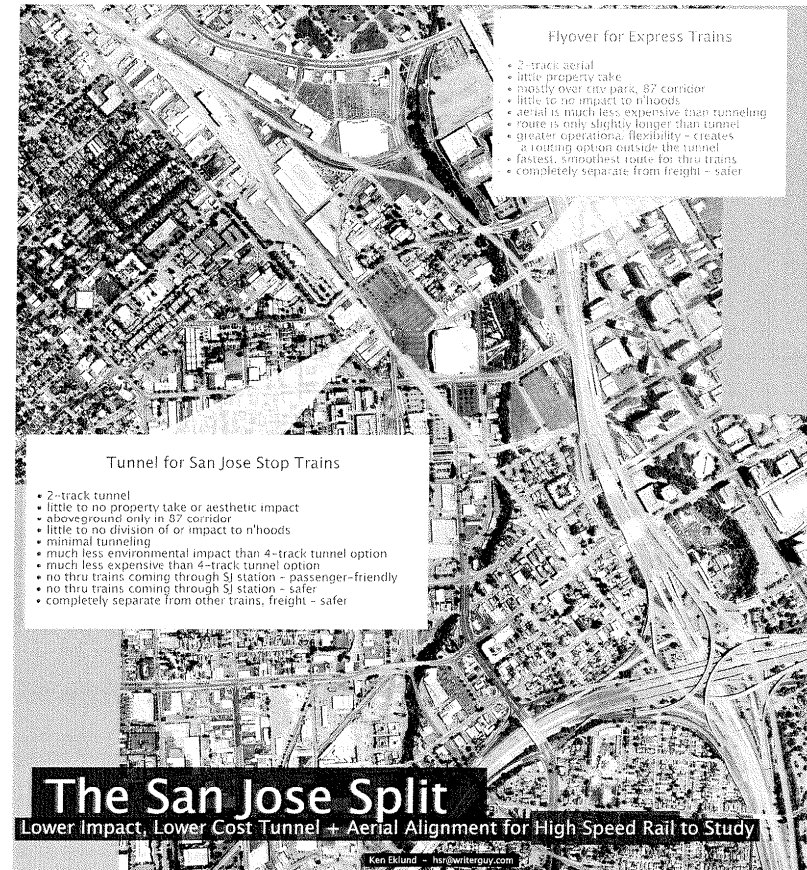 Flyover for Express Trains
• 2-track aerial
• little property take
• mostly over city park, 87 corridor
• little to no impact to n'hoods
• aerial is much less expensive than tunneling
• route is only slightly longer than tunnel
• greater operational flexibility - creates
a routing option outside the tunnel
• fastest, smoothest route for thru trains
• completely separate from freight - safer
Tunnel for San Jose Stop Trains
• 2-track tunnel
• little to no property take or aesthetic impact
• aboveground only in 87 corridor
• little to no division of or impact to n'hoods
• minimal tunneling
• much less environmental impact than 4-track tunnel option
• much less expensive than 4-track tunnel option
• no thru trains coming through SJ station - passenger-friendly
• no thru trains coming through SJ station - safer
• completely separate from other trains, freight - safer
The San Jose Split
Lower Impact, Lower Cost Tunnel + Aerial Alignment for High Speed Rail to Study
Ken Eklund - hsr@writerguy.com